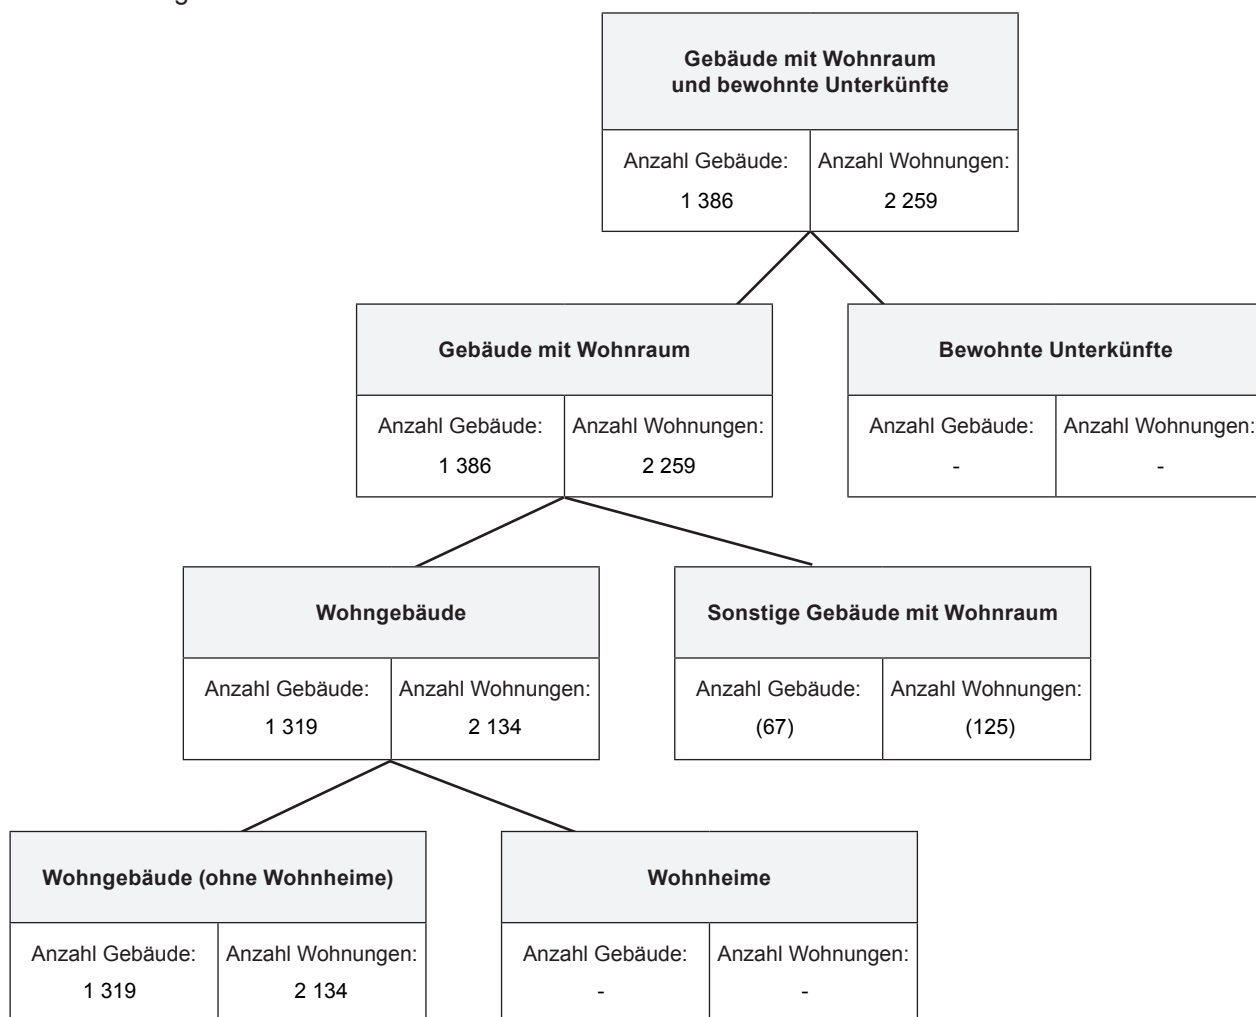 Gebäude mit Wohnraum
und bewohnte Unterkünfte
Anzahl Gebäude: Anzahl Wohnungen:
1 386 2 259
Gebäude mit Wohnraum Bewohnte Unterkünfte
Anzahl Gebäude: Anzahl Wohnungen: Anzahl Gebäude: Anzahl Wohnungen:
1 386 2 259 - -
Wohngebäude Sonstige Gebäude mit Wohnraum
Anzahl Gebäude: Anzahl Wohnungen: Anzahl Gebäude: Anzahl Wohnungen:
1 319 2 134 (67) (125)
Wohngebäude (ohne Wohnheime) Wohnheime
Anzahl Gebäude: Anzahl Wohnungen: Anzahl Gebäude: Anzahl Wohnungen:
1 319 2 134 - -